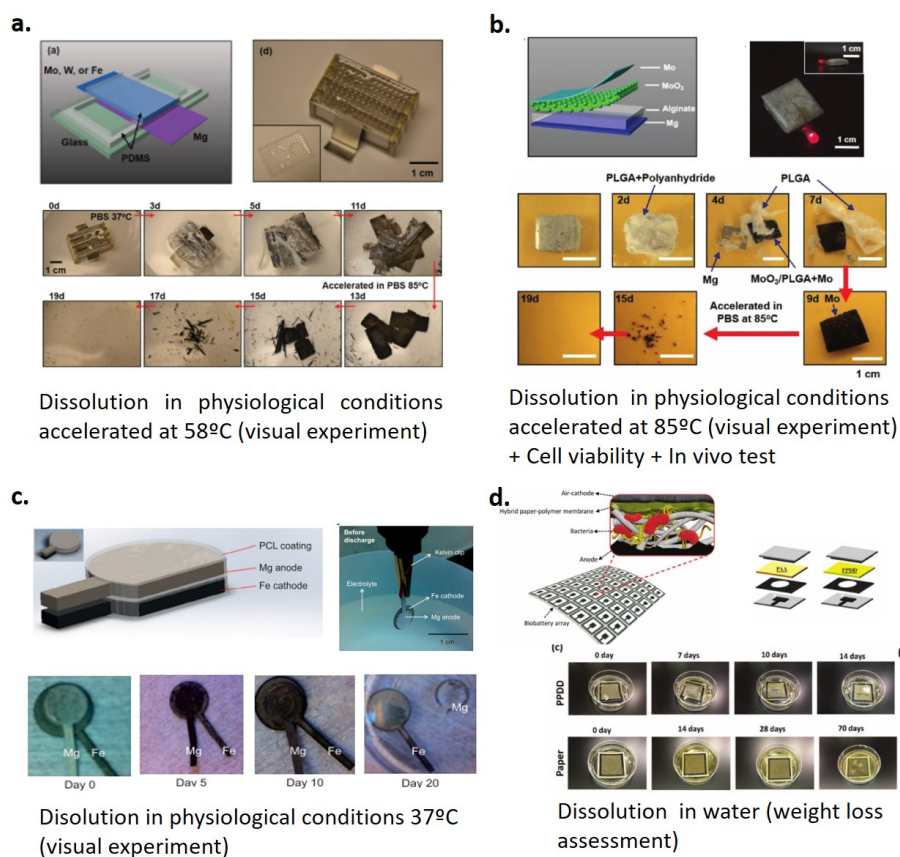 a.
(a)
Mo, W, or Fe
Glass
PDMS
Mg
(d)
1 cm
0d
3d
5d
11d
PBS 37ºC
1 cm
Accelerated in PBS 85ºC
19d
17d
15d
13d
Dissolution in physiological conditions
accelerated at 58ºC (visual experiment)
b.
Mo
MoO₃
Alginate
Mg
1 cm
1 cm
PLGA+Polyanhydride
PLGA
2d
4d
7d
Mg
MoO₃/PLGA+Mo
19d
15d
Accelerated in
PBS at 85ºC
9d Mo
1 cm
Dissolution in physiological conditions
accelerated at 85ºC (visual experiment)
+ Cell viability + In vivo test
c.
PCL coating
Mg anode
Fe cathode
Before
discharge
Kelvin clip
Electrolyte
Fe cathode
Mg anode
1 cm
Mg Fe
Mg Fe
Mg Fe
Mg
Fe
Day 0
Day 5
Day 10
Day 20
Disolution in physiological conditions 37ºC
(visual experiment)
d.
Air-cathode
Hybrid paper-polymer membrane
Bacteria
Anode
Biobattery array
PAA
PPDD
(c)
0 day
7 days
10 days
14 days
PPDD
0 day
14 days
28 days
70 days
Paper
Dissolution in water (weight loss
assessment)